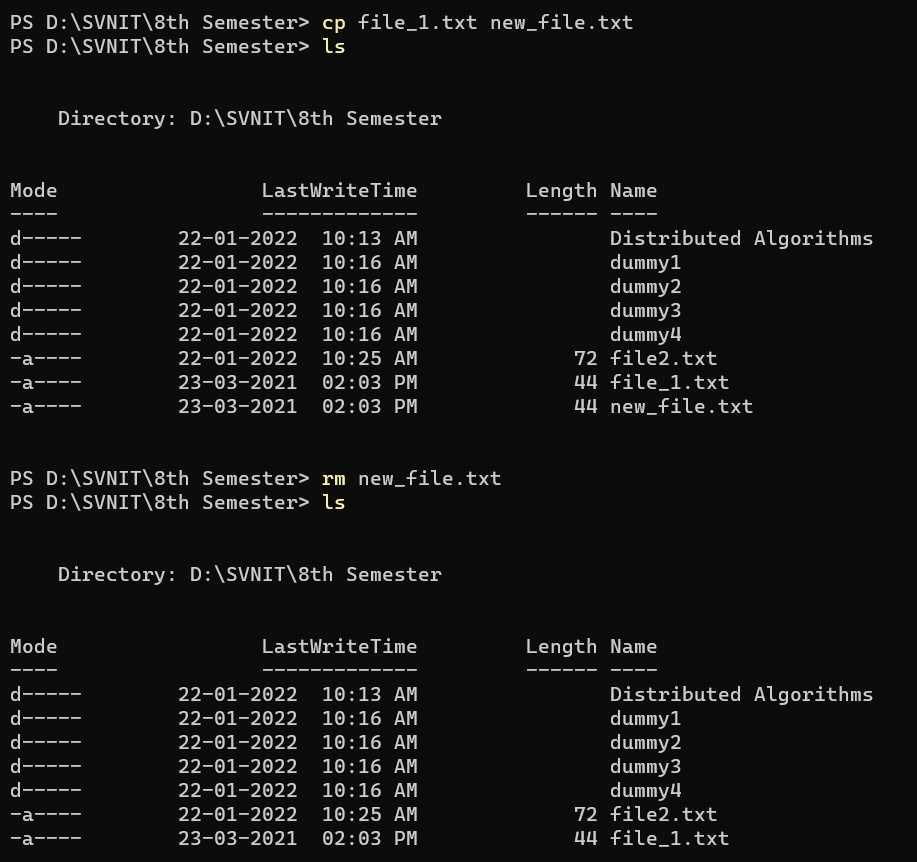 PS D:\SVNIT\8th Semester> cp file_1.txt new_file.txt
PS D:\SVNIT\8th Semester> ls
    Directory: D:\SVNIT\8th Semester
Mode                 LastWriteTime         Length Name
----                 -------------         ------ ----
d-----        22-01-2022  10:13 AM                Distributed Algorithms
d-----        22-01-2022  10:16 AM                dummy1
d-----        22-01-2022  10:16 AM                dummy2
d-----        22-01-2022  10:16 AM                dummy3
d-----        22-01-2022  10:16 AM                dummy4
-a----        22-01-2022  10:25 AM             72 file2.txt
-a----        23-03-2021  02:03 PM             44 file_1.txt
-a----        23-03-2021  02:03 PM             44 new_file.txt
PS D:\SVNIT\8th Semester> rm new_file.txt
PS D:\SVNIT\8th Semester> ls
    Directory: D:\SVNIT\8th Semester
Mode                 LastWriteTime         Length Name
----                 -------------         ------ ----
d-----        22-01-2022  10:13 AM                Distributed Algorithms
d-----        22-01-2022  10:16 AM                dummy1
d-----        22-01-2022  10:16 AM                dummy2
d-----        22-01-2022  10:16 AM                dummy3
d-----        22-01-2022  10:16 AM                dummy4
-a----        22-01-2022  10:25 AM             72 file2.txt
-a----        23-03-2021  02:03 PM             44 file_1.txt